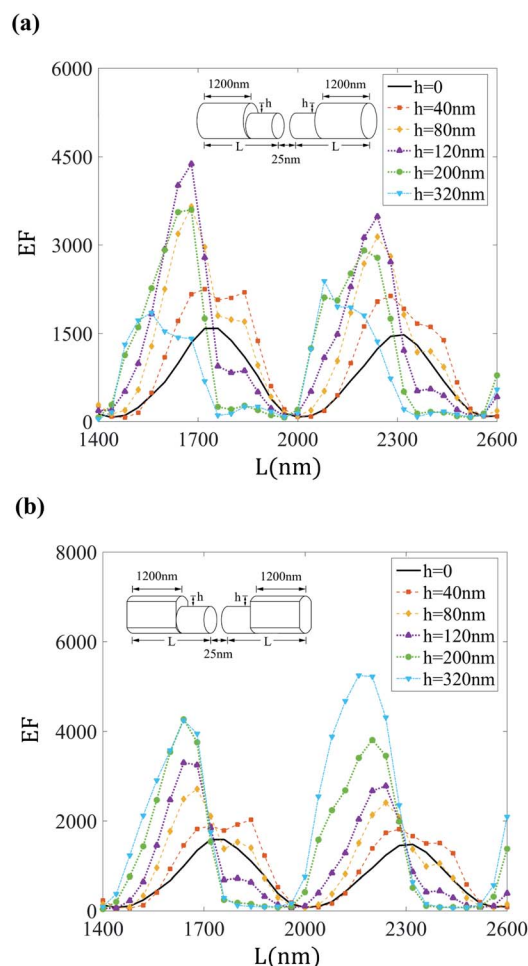 (a)
6000
4500
3000
1500
0
EF
1400
1700
2000
2300
2600
L(nm)
1200nm
h
h
1200nm
L
L
25nm
h=0
h=40nm
h=80nm
h=120nm
h=200nm
h=320nm
(b)
8000
6000
4000
2000
0
EF
1400
1700
2000
2300
2600
L(nm)
1200nm
h
h
1200nm
L
L
25nm
h=0
h=40nm
h=80nm
h=120nm
h=200nm
h=320nm